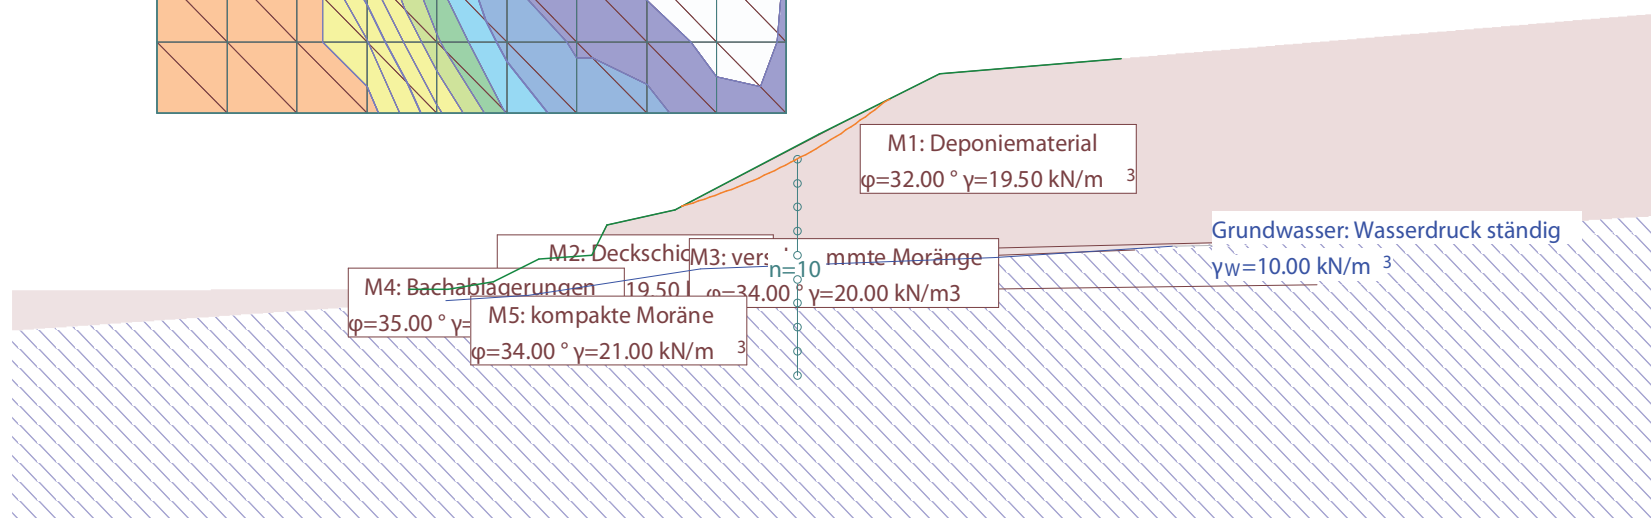 M1: Deponiematerial
φ=32.00 ° γ=19.50 kN/m 3
Grundwasser: Wasserdruck ständig
γw=10.00 kN/m 3
M2: Deckschic
19.50
M3: vers mmte Moränge
φ=34.00 ° γ=20.00 kN/m3
n=10
M4: Bachablagerungen
φ=35.00 ° γ=
M5: kompakte Moräne
φ=34.00 ° γ=21.00 kN/m 3